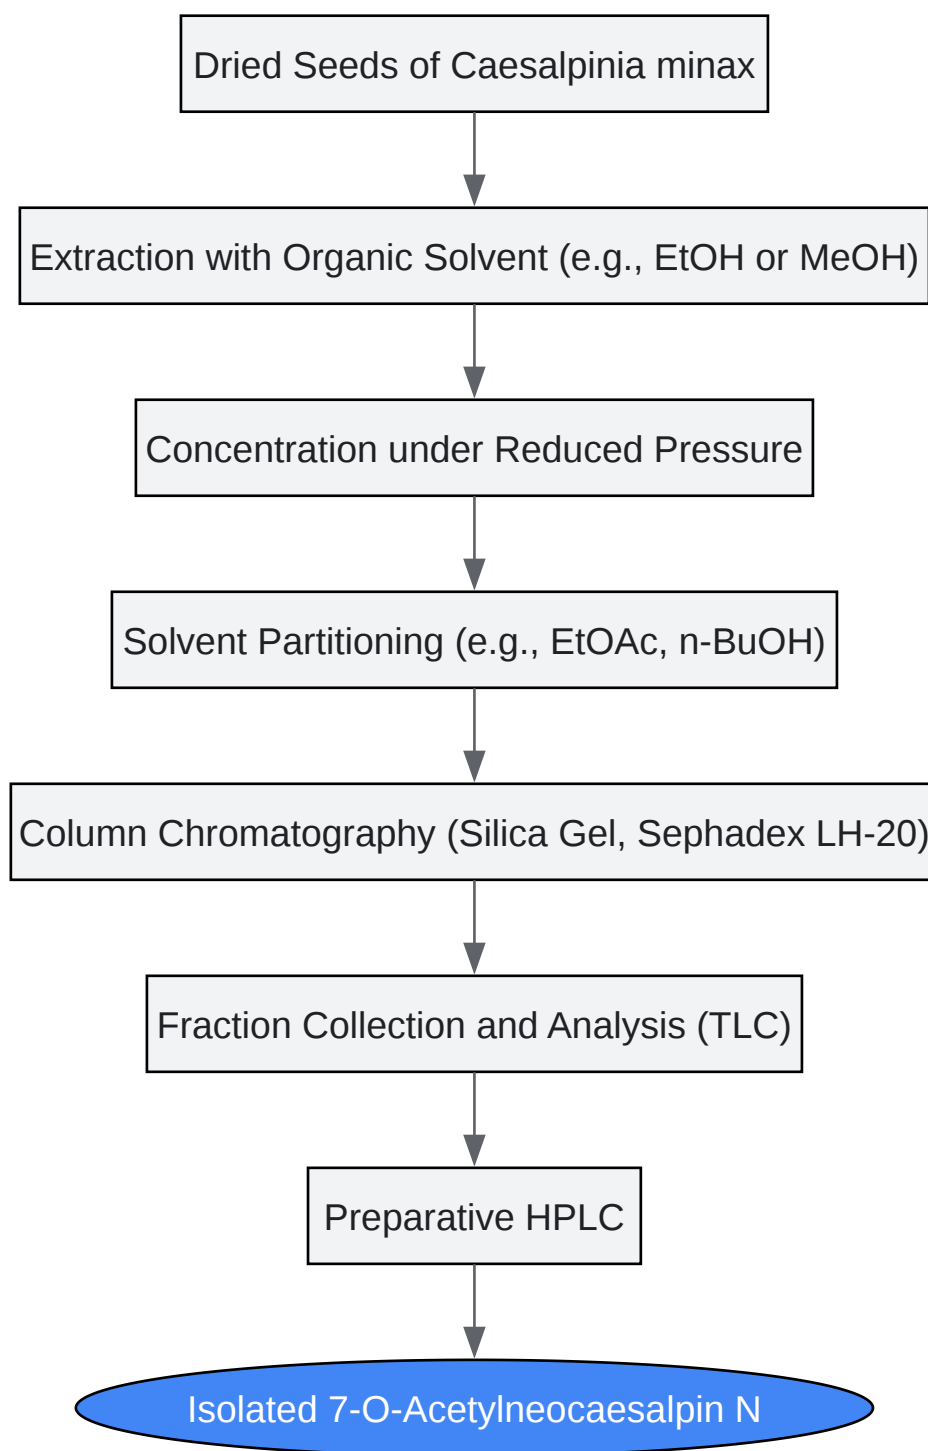 Dried Seeds of Caesalpinia minax
Extraction with Organic Solvent (e.g., EtOH or MeOH)
Concentration under Reduced Pressure
Solvent Partitioning (e.g., EtOAc, n-BuOH)
Column Chromatography (Silica Gel, Sephadex LH-20)
Fraction Collection and Analysis (TLC)
Preparative HPLC
Isolated 7-O-Acetylneocaesalpin N